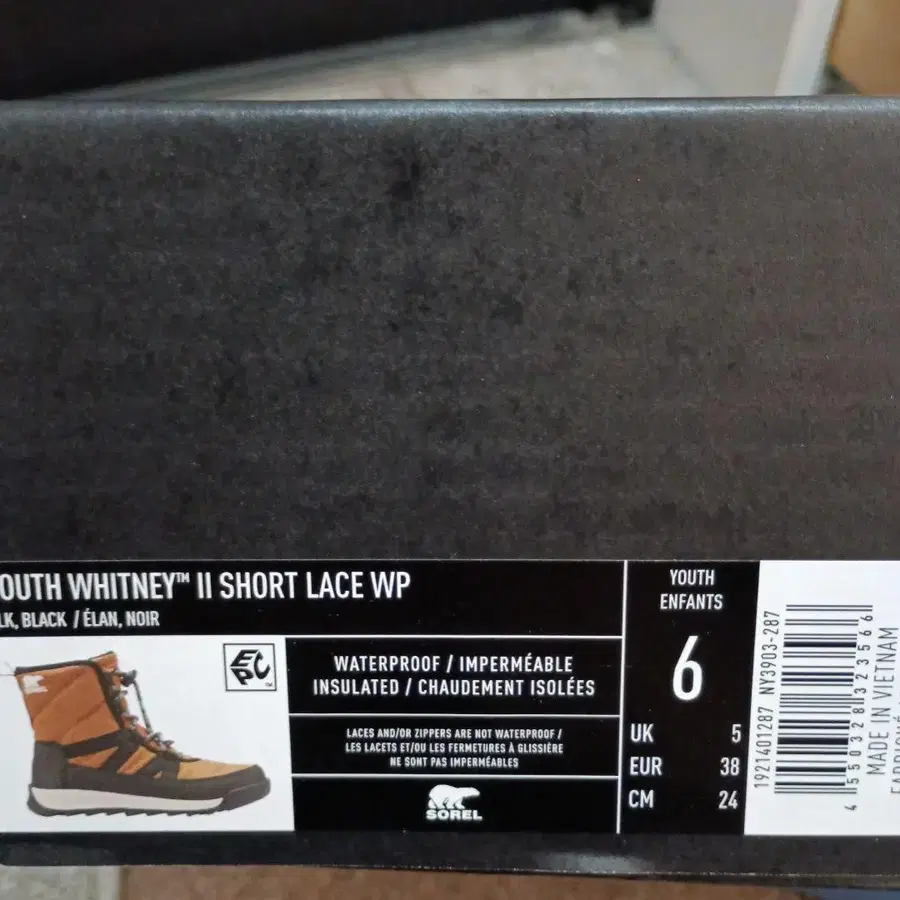 OUTH WHITNEY™ II SHORT LACE WP
LK, BLACK / ÉLAN, NOIR
EPC™
WATERPROOF / IMPERMÉABLE
INSULATED / CHAUDEMENT ISOLÉES
LACES AND/OR ZIPPERS ARE NOT WATERPROOF /
LES LACETS ET/OU LES FERMETURES À GLISSIÈRE
NE SONT PAS IMPERMÉABLES
SOREL
YOUTH
ENFANTS
6
UK 5
EUR 38
CM 24
1921401287 NY3903-287
4 550328 323566
MADE IN VIETNAM